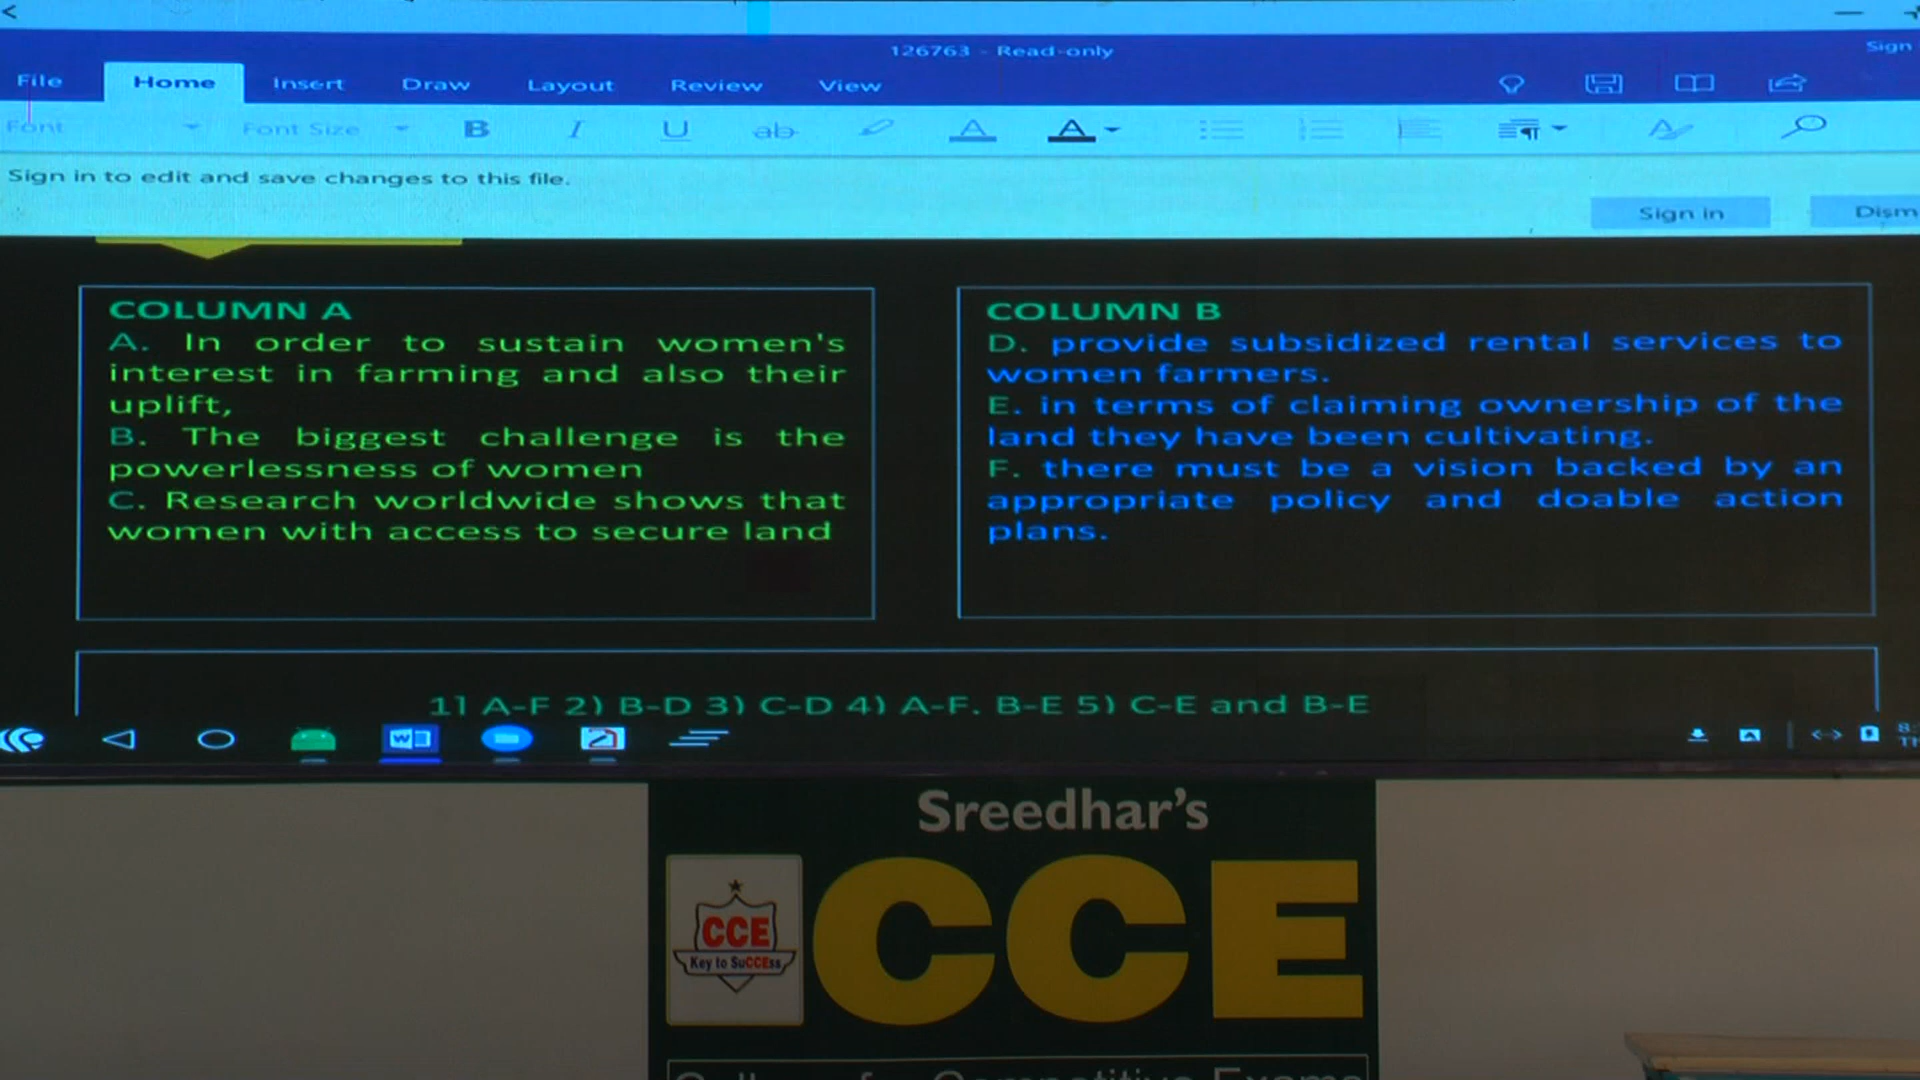 126763 - Read-only
Sign
File Home Insert Draw Layout Review View
Font Font Size B I U ab A A
Sign in to edit and save changes to this file.
Sign in Dism
COLUMN A
A. In order to sustain women's
interest in farming and also their
uplift,
B. The biggest challenge is the
powerlessness of women
C. Research worldwide shows that
women with access to secure land
COLUMN B
D. provide subsidized rental services to
women farmers.
E. in terms of claiming ownership of the
land they have been cultivating.
F. there must be a vision backed by an
appropriate policy and doable action
plans.
1] A-F 2) B-D 3) C-D 4) A-F. B-E 5) C-E and B-E
Sreedhar's
CCE
CCE
Key to SuCCEss